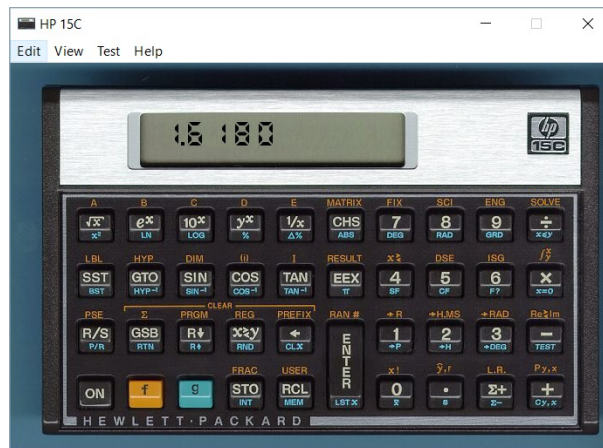 HP 15C
Edit View Test Help
1.6180
hp
15C
A B C D E MATRIX FIX SCI ENG SOLVE
√x eˣ 10ˣ yˣ 1/x CHS 7 8 9 ÷
x² LN LOG % Δ% ABS DEG RAD GRD x≤y
LBL HYP DIM (i) I RESULT x≷ DSE ISG ∫xy
SST GTO SIN COS TAN EEX 4 5 6 ×
BST HYP⁻¹ SIN⁻¹ COS⁻¹ TAN⁻¹ π SF CF F? x=0
CLEAR
PSE Σ PRGM REG PREFIX RAN # →R →H.MS →RAD Re≷Im
R/S GSB R↓ x≷y ← ENTER 1 2 3 −
P/R RTN R↑ RND CLx →P →H →DEG TEST
FRAC USER x! ŷ,r L.R. Py,x
ON f g STO RCL 0 · Σ+ +
INT MEM LSTx x̄ s Σ− Cy,x
HEWLETT·PACKARD